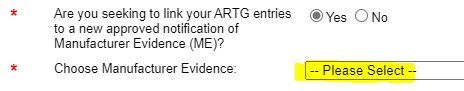 * Are you seeking to link your ARTG entries Yes No
to a new approved notification of
Manufacturer Evidence (ME)?
* Choose Manufacturer Evidence: -- Please Select --